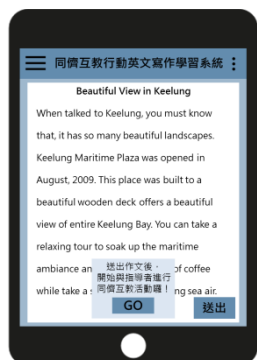 同儕互教行動英文寫作學習系統
Beautiful View in Keelung
When talked to Keelung, you must know
that, it has so many beautiful landscapes.
Keelung Maritime Plaza was opened in
August, 2009. This place was built to a
beautiful wooden deck offers a beautiful
view of entire Keelung Bay. You can take a
relaxing tour to soak up the maritime
ambiance an of coffee
while take a s ng sea air.
送出作文後，
開始與指導者進行
同儕互教活動囉！
GO
送出